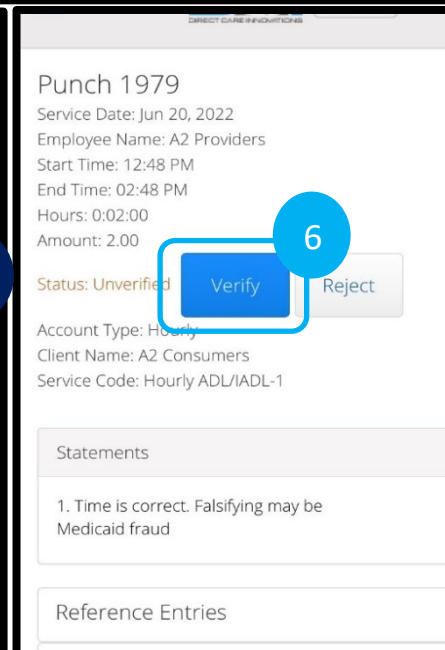 DIRECT CARE INNOVATIONS
Punch 1979
Service Date: Jun 20, 2022
Employee Name: A2 Providers
Start Time: 12:48 PM
End Time: 02:48 PM
Hours: 0:02:00
Amount: 2.00
6
Status: Unverified
Verify
Reject
Account Type: Hourly
Client Name: A2 Consumers
Service Code: Hourly ADL/IADL-1
Statements
1. Time is correct. Falsifying may be
Medicaid fraud
Reference Entries